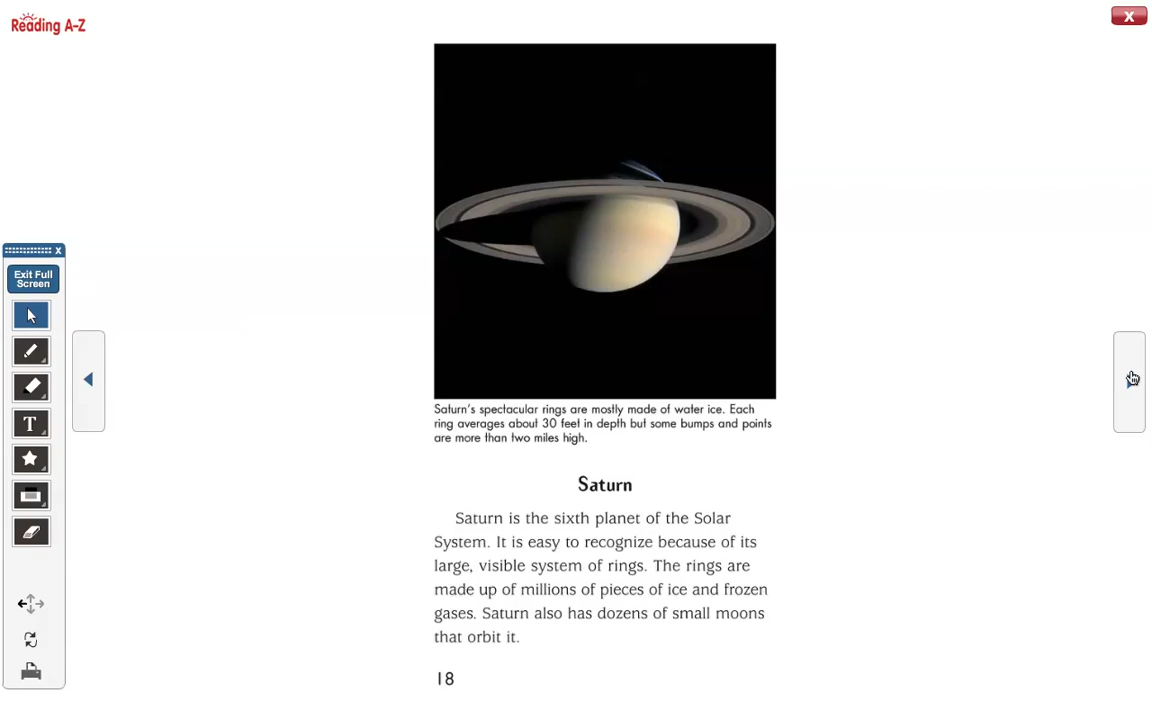 Reading A-Z
X
Saturn's spectacular rings are mostly made of water ice. Each
ring averages about 30 feet in depth but some bumps and points
are more than two miles high.
x
Exit Full
Screen
T
Saturn
Saturn is the sixth planet of the Solar
System. It is easy to recognize because of its
large, visible system of rings. The rings are
made up of millions of pieces of ice and frozen
gases. Saturn also has dozens of small moons
that orbit it.
18